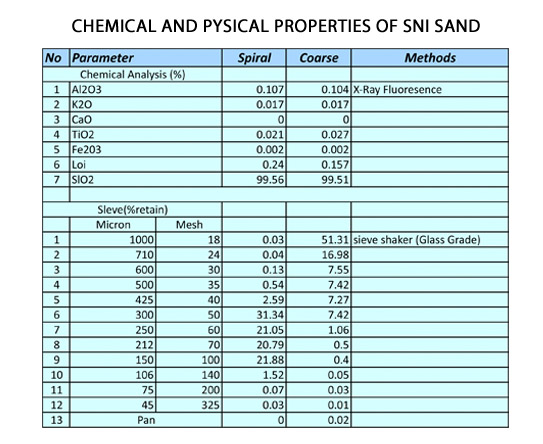 CHEMICAL AND PYSICAL PROPERTIES OF SNI SAND
No Parameter Spiral Coarse Methods
Chemical Analysis (%)
1 Al2O3 0.107 0.104 X-Ray Fluoresence
2 K2O 0.017 0.017
3 CaO 0 0
4 TiO2 0.021 0.027
5 Fe2O3 0.002 0.002
6 Loi 0.24 0.157
7 SIO2 99.56 99.51
Sleve(%retain)
Micron Mesh
1 1000 18 0.03 51.31 sieve shaker (Glass Grade)
2 710 24 0.04 16.98
3 600 30 0.13 7.55
4 500 35 0.54 7.42
5 425 40 2.59 7.27
6 300 50 31.34 7.42
7 250 60 21.05 1.06
8 212 70 20.79 0.5
9 150 100 21.88 0.4
10 106 140 1.52 0.05
11 75 200 0.07 0.03
12 45 325 0.03 0.01
13 Pan 0 0.02